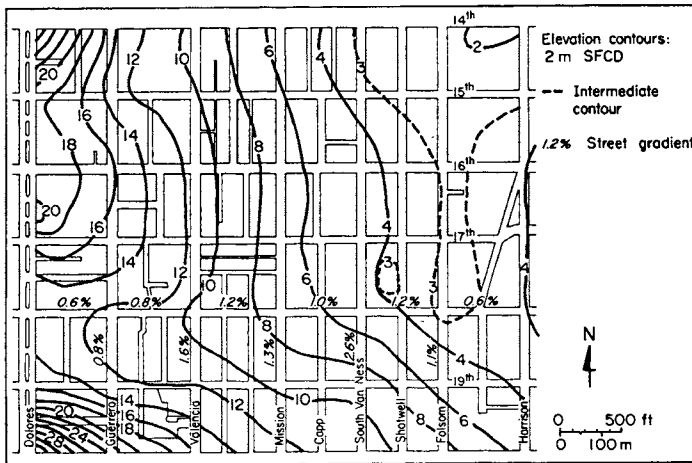 14th
6
4
3
2
12
10
20
16
Elevation contours:
2 m SFCD
15th
14
8
Intermediate
contour
18
16th
1.2% Street gradient
20
16
4
17th
14
12
6
3
4
10
3
0.6%
0.8%
1.2%
1.0%
1.2%
0.6%
8
0.8%
1.6%
1.3%
2.6%
1.1%
4
N
19th
14
10
20
16
12
8
6
28
24
18
Dolores
Guerrero
Valencia
Mission
Capp
South Van Ness
Shotwell
Folsom
Harrison
0 500 ft
0 100 m